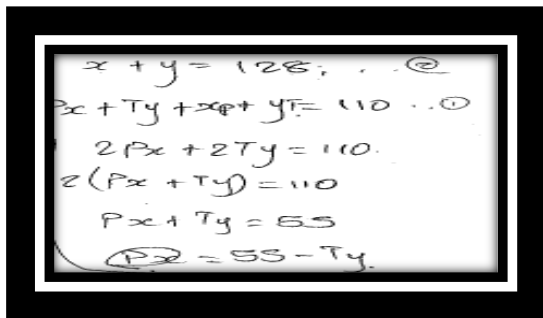 x + y = 128; . . ②
Px + Ty + xp + yT = 110 . . ①
2Px + 2Ty = 110.
2(Px + Ty) = 110
Px + Ty = 55
Px = 55 - Ty.